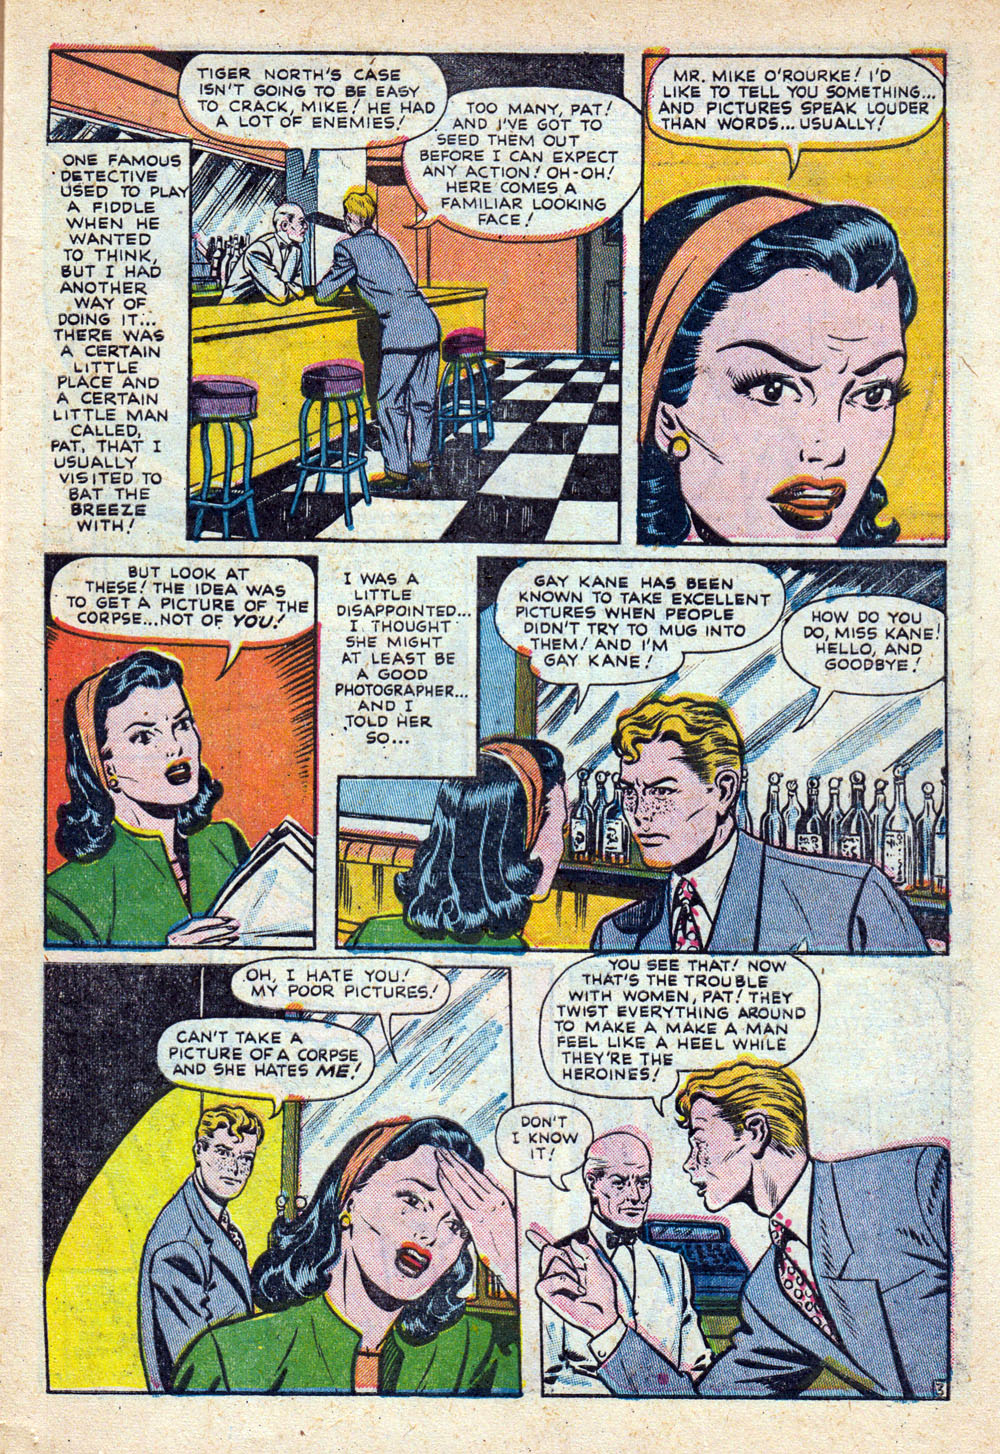 ONE FAMOUS
DETECTIVE
USED TO PLAY
A FIDDLE
WHEN HE
WANTED
TO THINK,
BUT I HAD
ANOTHER
WAY OF
DOING IT...
THERE WAS
A CERTAIN
LITTLE
PLACE AND
A CERTAIN
LITTLE MAN
CALLED,
PAT, THAT I
USUALLY
VISITED TO
BAT THE
BREEZE
WITH!
TIGER NORTH'S CASE
ISN'T GOING TO BE EASY
TO CRACK, MIKE! HE HAD
A LOT OF ENEMIES!
TOO MANY, PAT!
AND I'VE GOT TO
SEED THEM OUT
BEFORE I CAN EXPECT
ANY ACTION! OH-OH!
HERE COMES A
FAMILIAR LOOKING
FACE!
MR. MIKE O'ROURKE! I'D
LIKE TO TELL YOU SOMETHING...
AND PICTURES SPEAK LOUDER
THAN WORDS... USUALLY!
BUT LOOK AT
THESE! THE IDEA WAS
TO GET A PICTURE OF THE
CORPSE...NOT OF YOU!
I WAS A
LITTLE
DISAPPOINTED...
I THOUGHT
SHE MIGHT
AT LEAST BE
A GOOD
PHOTOGRAPHER...
AND I
TOLD HER
SO...
GAY KANE HAS BEEN
KNOWN TO TAKE EXCELLENT
PICTURES WHEN PEOPLE
DIDN'T TRY TO MUG INTO
THEM! AND I'M
GAY KANE!
HOW DO YOU
DO, MISS KANE!
HELLO, AND
GOODBYE!
OH, I HATE YOU!
MY POOR PICTURES!
CAN'T TAKE A
PICTURE OF A CORPSE
AND SHE HATES ME!
YOU SEE THAT! NOW
THAT'S THE TROUBLE
WITH WOMEN, PAT! THEY
TWIST EVERYTHING AROUND
TO MAKE A MAKE A MAN
FEEL LIKE A HEEL WHILE
THEY'RE THE
HEROINES!
DON'T
I KNOW
IT!
3